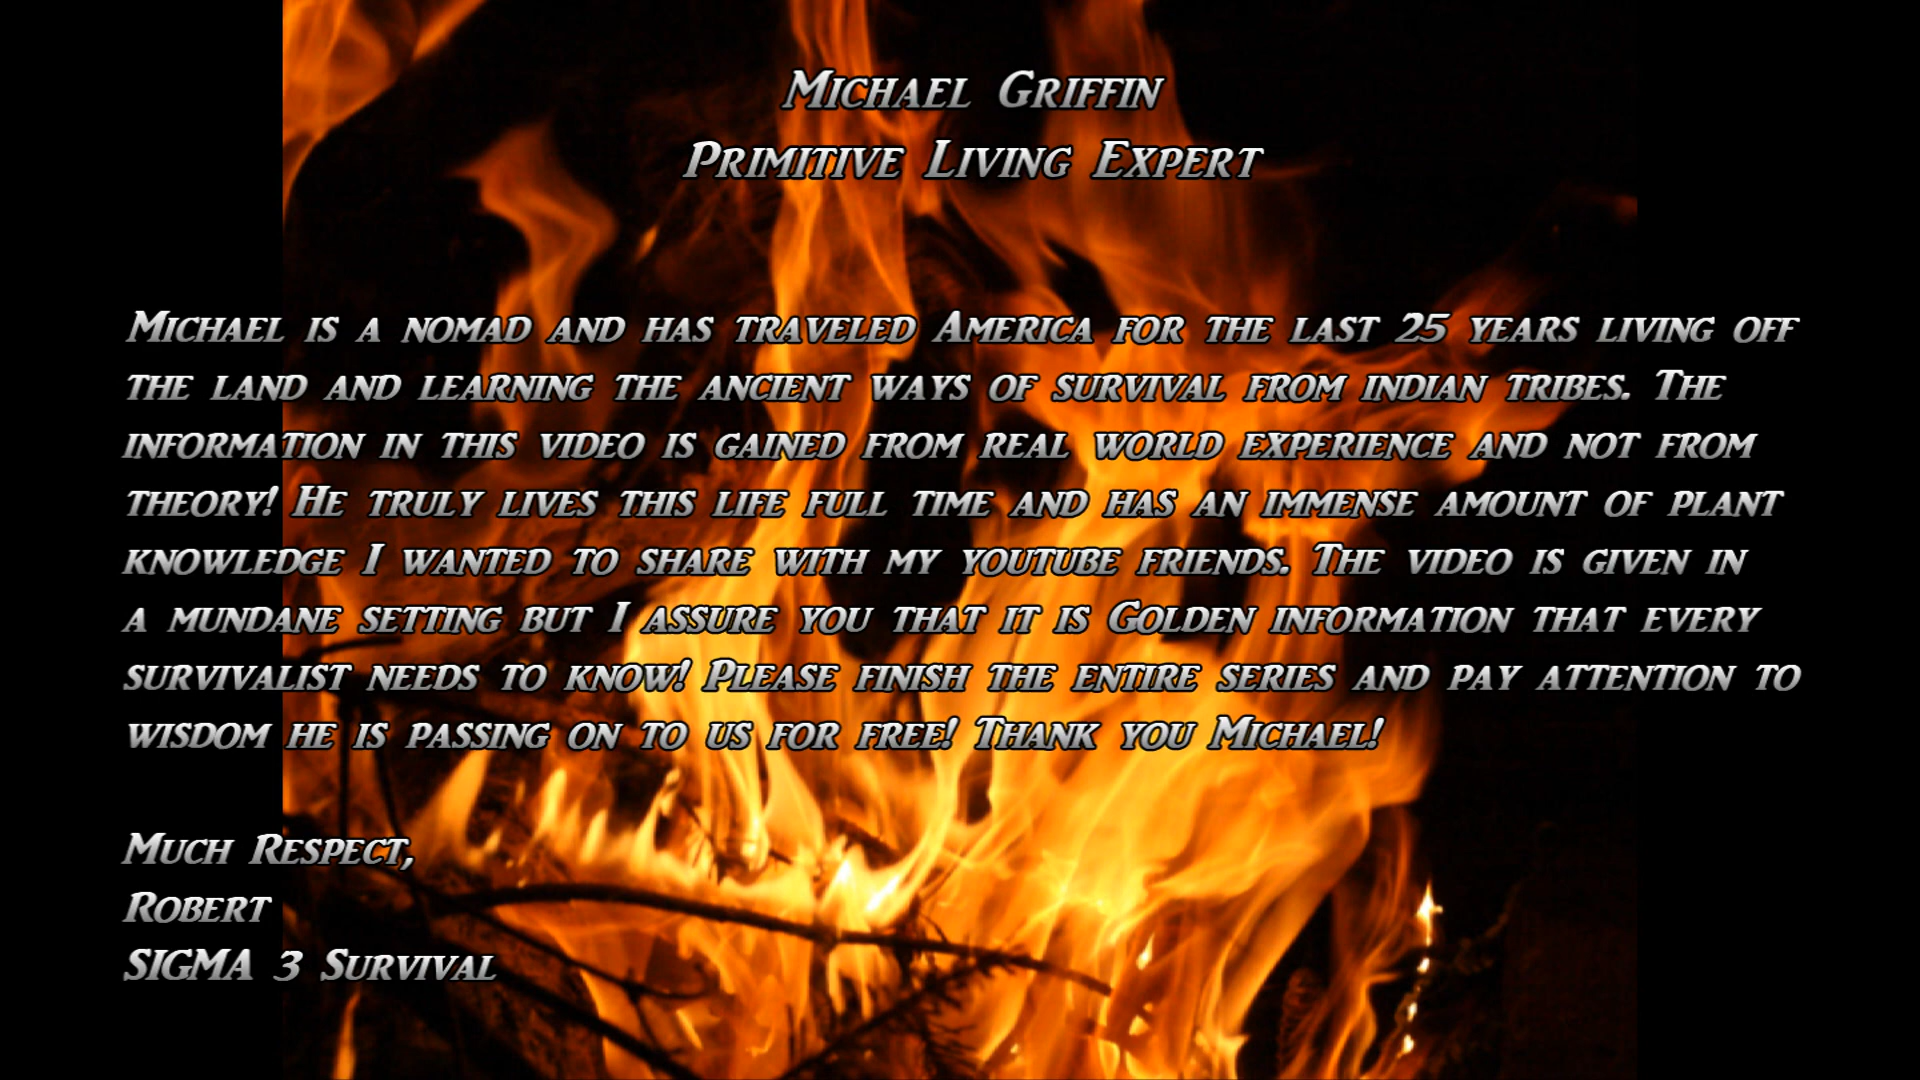 Michael Griffin
Primitive Living Expert
Michael is a nomad and has traveled America for the last 25 years living off
the land and learning the ancient ways of survival from indian tribes. The
information in this video is gained from real world experience and not from
theory! He truly lives this life full time and has an immense amount of plant
knowledge I wanted to share with my youtube friends. The video is given in
a mundane setting but I assure you that it is Golden information that every
survivalist needs to know! Please finish the entire series and pay attention to
wisdom he is passing on to us for free! Thank you Michael!
Much Respect,
Robert
SIGMA 3 Survival